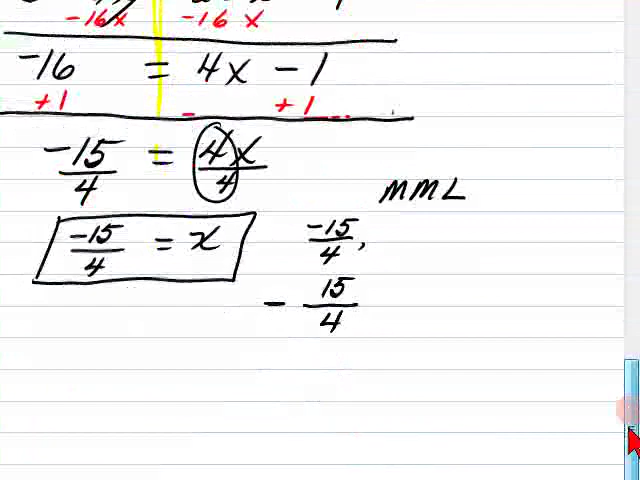 -16x -16x
-16 = 4x - 1
+1 +1
-15/4 = 4x/4
MML
-15/4 = x -15/4,
- 15/4